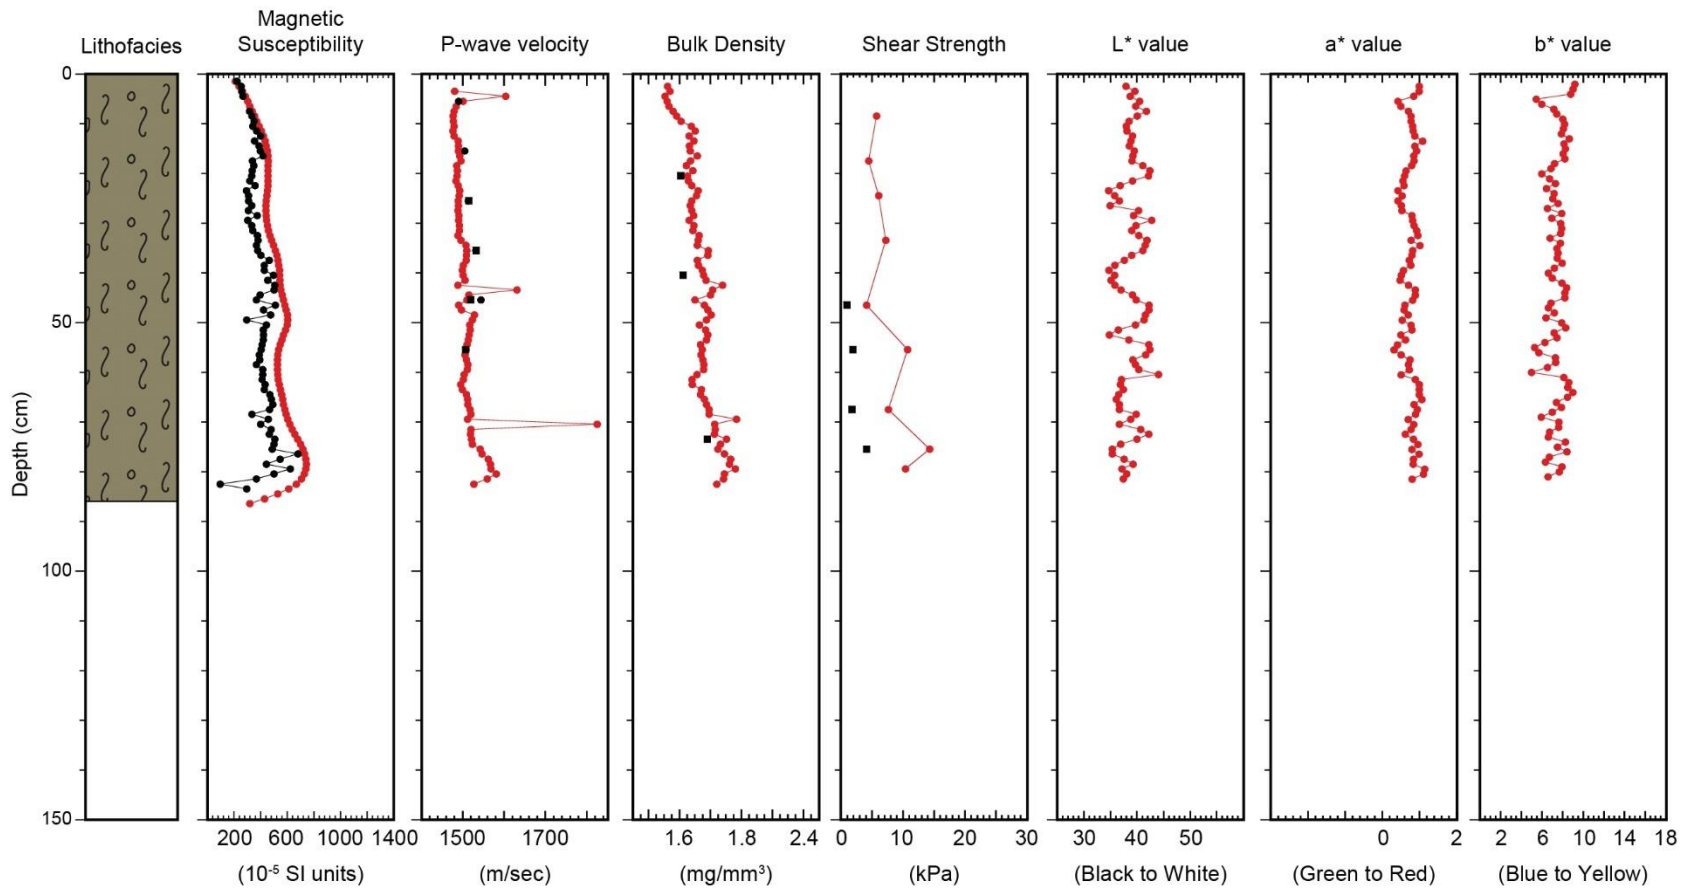 Lithofacies
Magnetic
Susceptibility
P-wave velocity
Bulk Density
Shear Strength
L* value
a* value
b* value
Depth (cm)
0
50
100
150
200 600 1000 1400
1500 1700
1.6 1.8 2.4
0 10 20 30
30 40 50
0 2
2 6 10 14 18
(10⁻⁵ SI units)
(m/sec)
(mg/mm³)
(kPa)
(Black to White)
(Green to Red)
(Blue to Yellow)